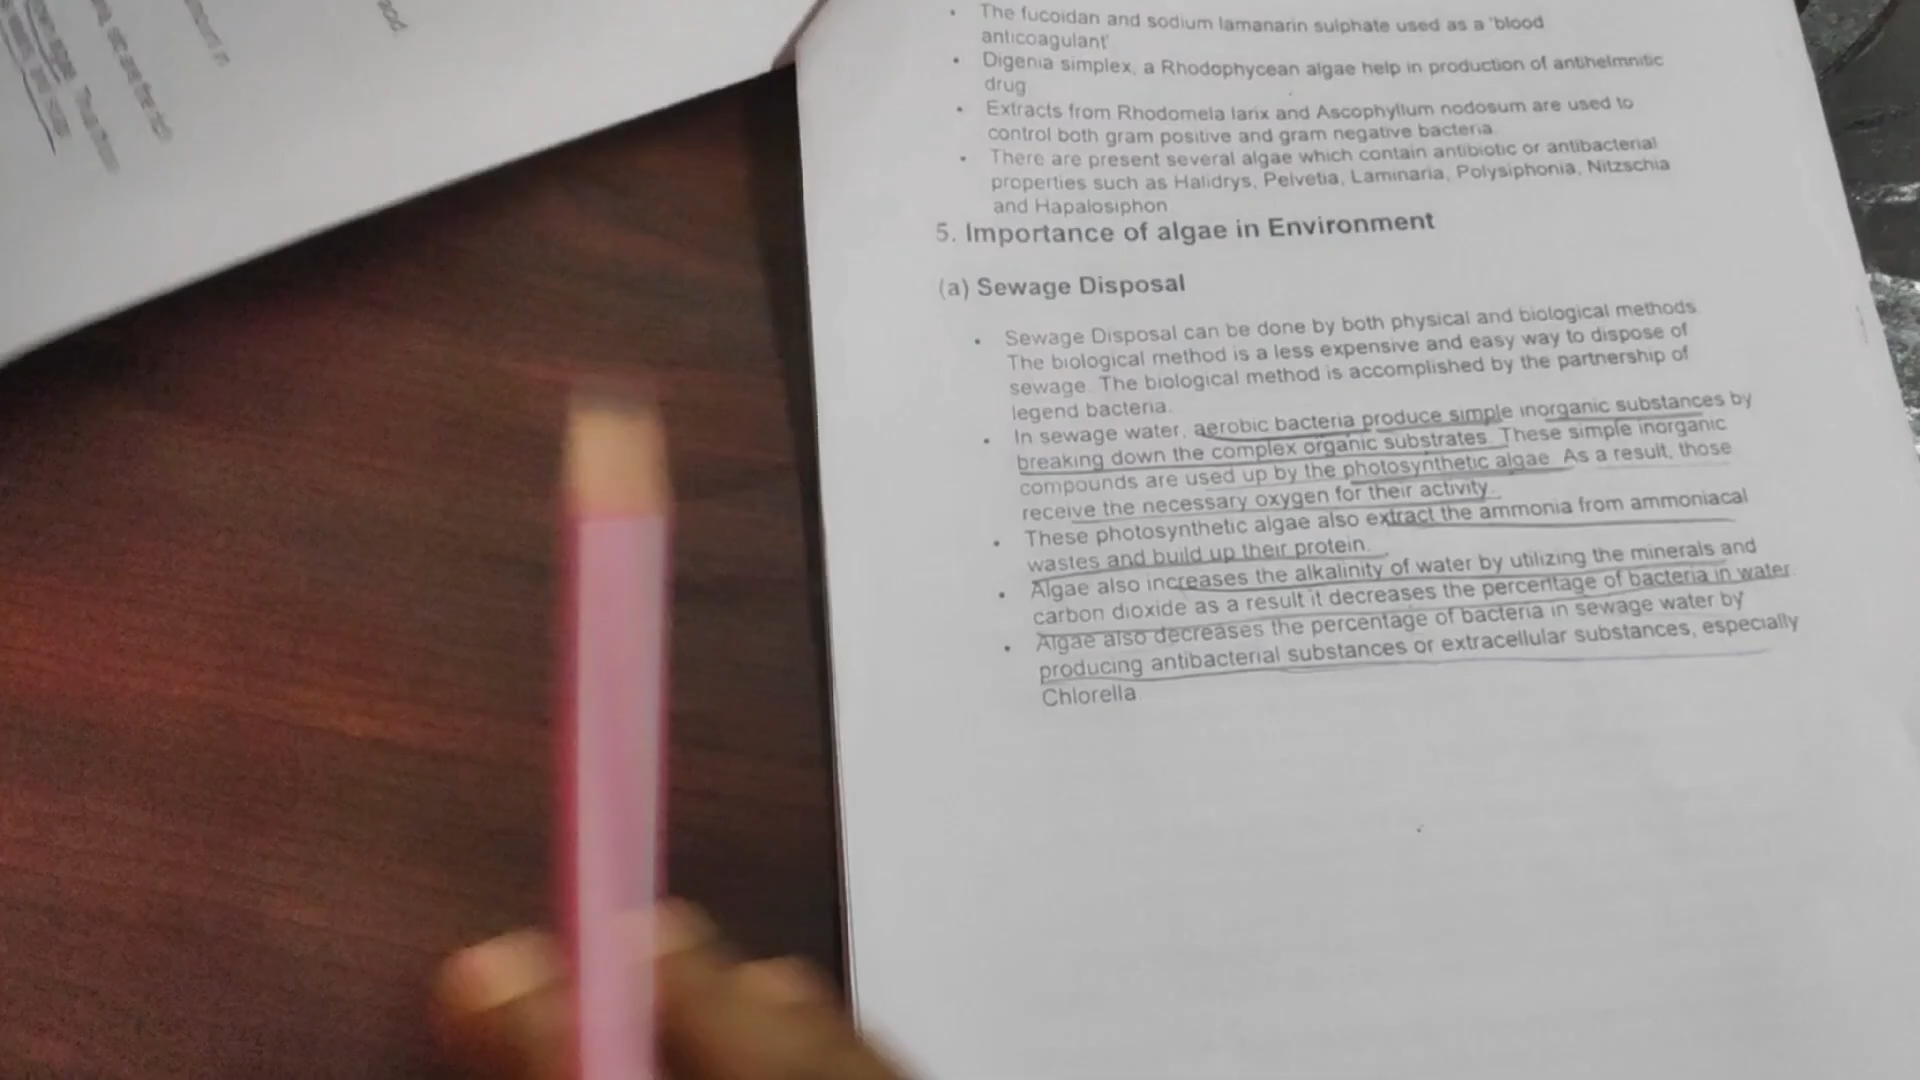 • The fucoidan and sodium lamanarin sulphate used as a 'blood
anticoagulant'
• Digenia simplex, a Rhodophycean algae help in production of antihelmnitic
drug
• Extracts from Rhodomela larix and Ascophyllum nodosum are used to
control both gram positive and gram negative bacteria.
• There are present several algae which contain antibiotic or antibacterial
properties such as Halidrys, Pelvetia, Laminaria, Polysiphonia, Nitzschia
and Hapalosiphon
5. Importance of algae in Environment
(a) Sewage Disposal
• Sewage Disposal can be done by both physical and biological methods.
The biological method is a less expensive and easy way to dispose of
sewage. The biological method is accomplished by the partnership of
legend bacteria.
• In sewage water, aerobic bacteria produce simple inorganic substances by
breaking down the complex organic substrates. These simple inorganic
compounds are used up by the photosynthetic algae. As a result, those
receive the necessary oxygen for their activity.
• These photosynthetic algae also extract the ammonia from ammoniacal
wastes and build up their protein.
• Algae also increases the alkalinity of water by utilizing the minerals and
carbon dioxide as a result it decreases the percentage of bacteria in water.
• Algae also decreases the percentage of bacteria in sewage water by
producing antibacterial substances or extracellular substances, especially
Chlorella